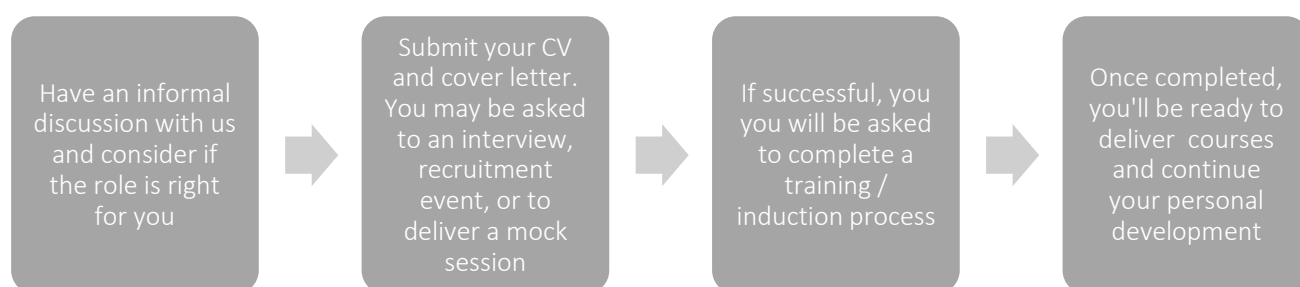 Have an informal
discussion with us
and consider if
the role is right
for you
Submit your CV
and cover letter.
You may be asked
to an interview,
recruitment
event, or to
deliver a mock
session
If successful, you
you will be asked
to complete a
training /
induction process
Once completed,
you'll be ready to
deliver  courses
and continue
your personal
development